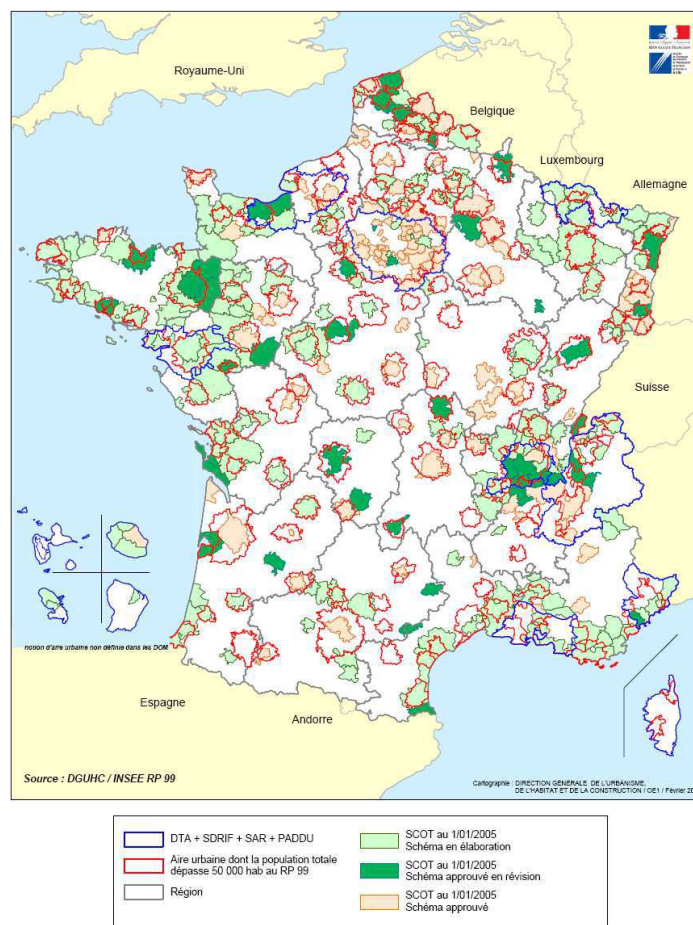 Royaume-Uni
Belgique
Luxembourg
Allemagne
Suisse
Espagne
Andorre
notion d'aire urbaine non définie dans les DOM
Source : DGUHC / INSEE RP 99
Cartographie : DIRECTION GÉNÉRALE DE L'URBANISME,
DE L'HABITAT ET DE LA CONSTRUCTION / OE1 / Février 20
DTA + SDRIF + SAR + PADDU
Aire urbaine dont la population totale
dépasse 50 000 hab au RP 99
Région
SCOT au 1/01/2005
Schéma en élaboration
SCOT au 1/01/2005
Schéma approuvé en révision
SCOT au 1/01/2005
Schéma approuvé